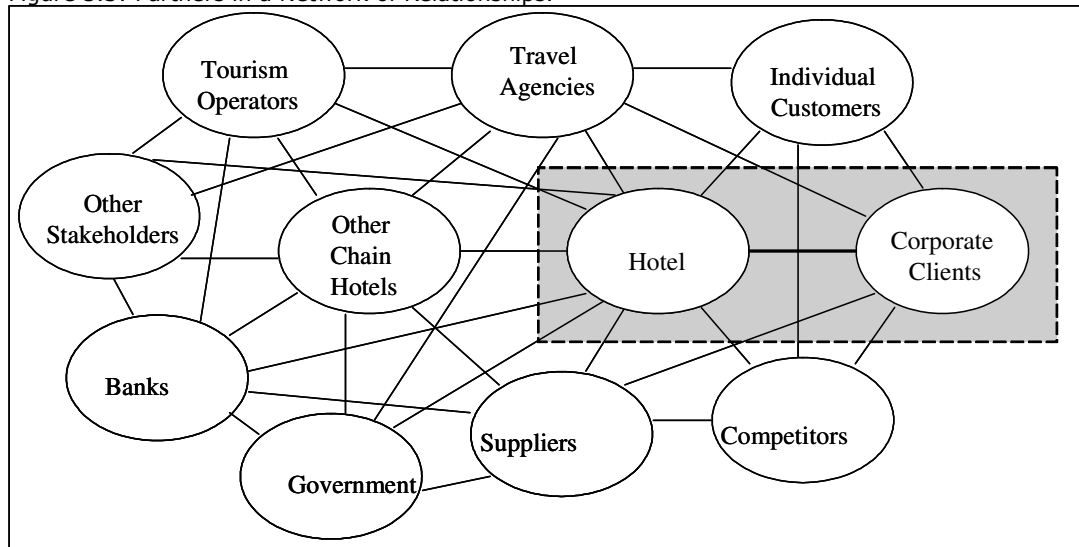 Figure 3.3: Partners in a Network of Relationships.
Tourism
Operators
Travel
Agencies
Individual
Customers
Other
Stakeholders
Other
Chain
Hotels
Hotel
Corporate
Clients
Banks
Suppliers
Competitors
Government